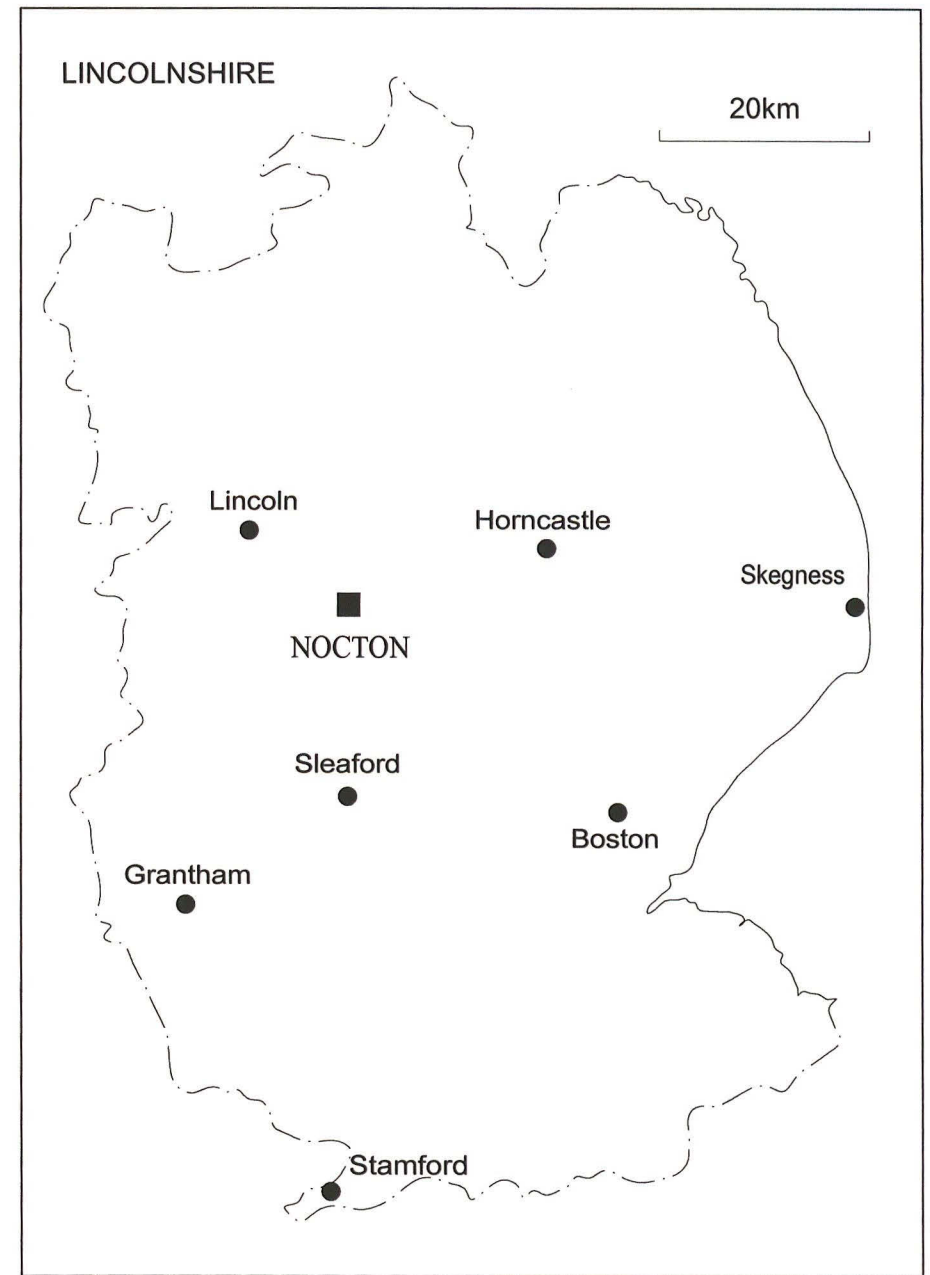 LINCOLNSHIRE
20km
Lincoln
Horncastle
Skegness
NOCTON
Sleaford
Boston
Grantham
Stamford